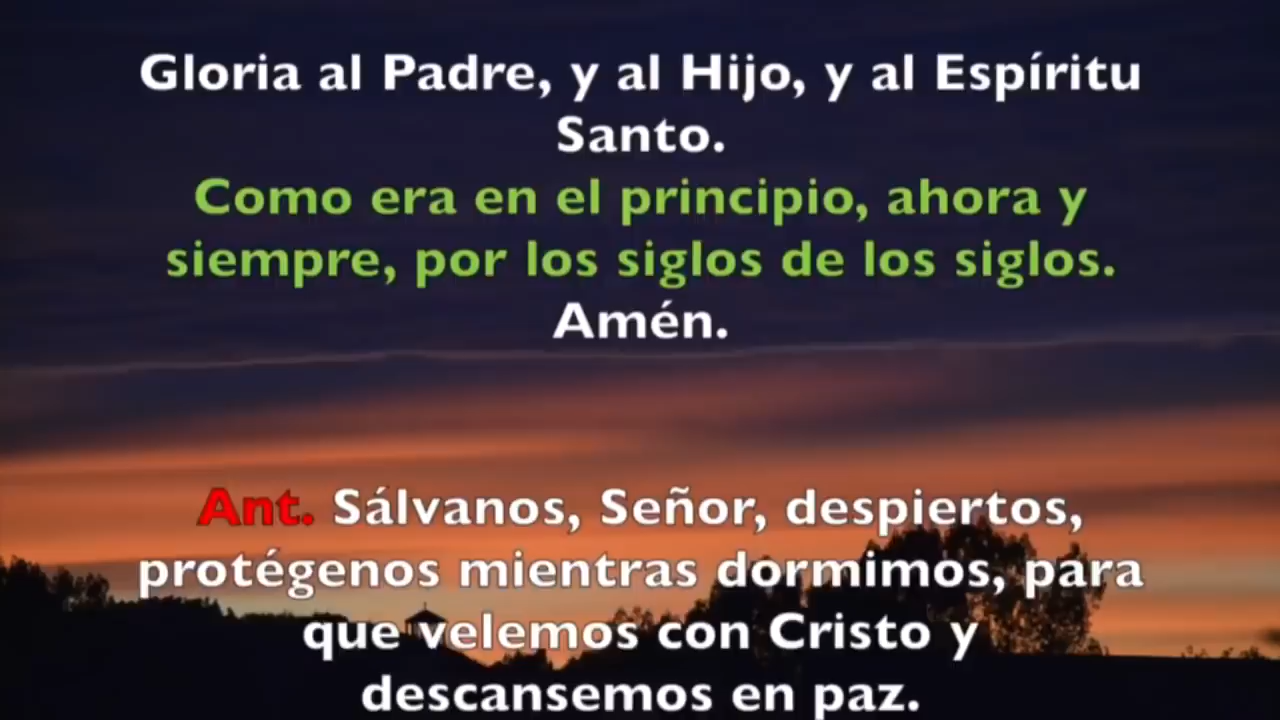 Gloria al Padre, y al Hijo, y al Espíritu
Santo.
Como era en el principio, ahora y
siempre, por los siglos de los siglos.
Amén.
Ant. Sálvanos, Señor, despiertos,
protégenos mientras dormimos, para
que velemos con Cristo y
descansemos en paz.